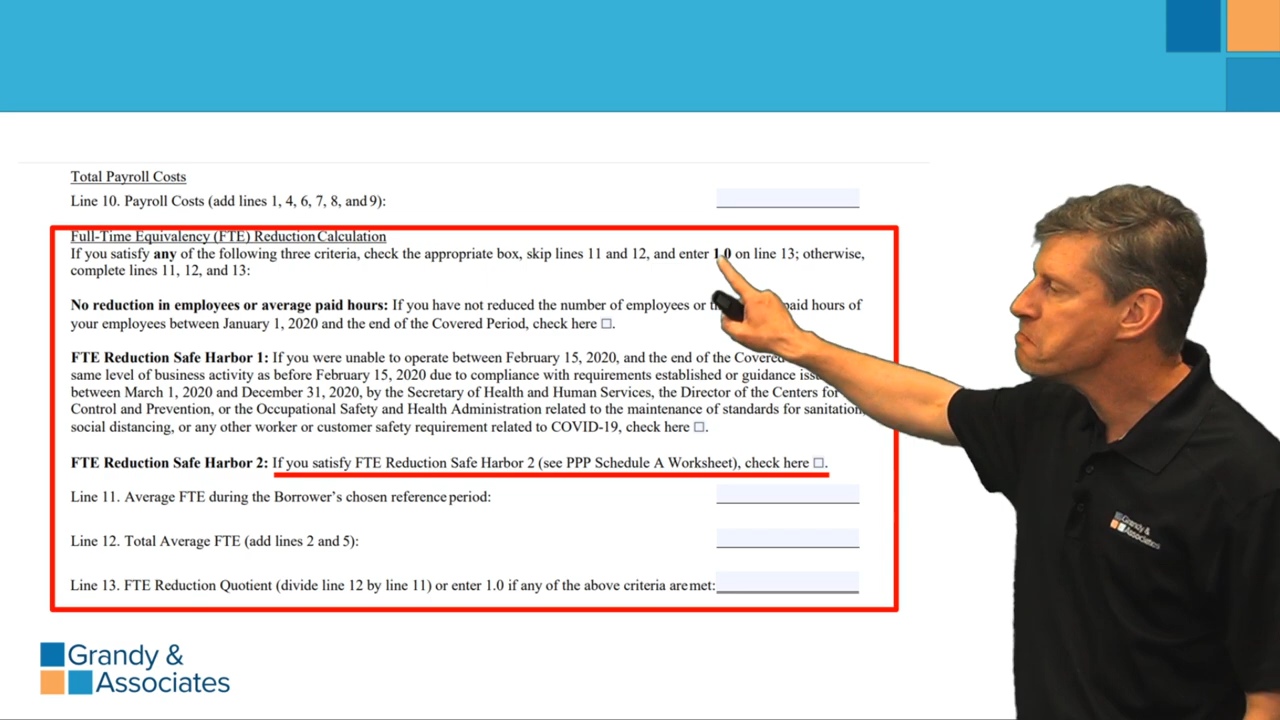 Total Payroll Costs
Line 10. Payroll Costs (add lines 1, 4, 6, 7, 8, and 9):
Full-Time Equivalency (FTE) Reduction Calculation
If you satisfy any of the following three criteria, check the appropriate box, skip lines 11 and 12, and enter 1.0 on line 13; otherwise,
complete lines 11, 12, and 13:
No reduction in employees or average paid hours: If you have not reduced the number of employees or paid hours of
your employees between January 1, 2020 and the end of the Covered Period, check here ☐.
FTE Reduction Safe Harbor 1: If you were unable to operate between February 15, 2020, and the end of the
same level of business activity as before February 15, 2020 due to compliance with requirements established or guidance
between March 1, 2020 and December 31, 2020, by the Secretary of Health and Human Services, the Director of the Centers for
Control and Prevention, or the Occupational Safety and Health Administration related to the maintenance of standards for sanitation,
social distancing, or any other worker or customer safety requirement related to COVID-19, check here ☐.
FTE Reduction Safe Harbor 2: If you satisfy FTE Reduction Safe Harbor 2 (see PPP Schedule A Worksheet), check here ☐.
Line 11. Average FTE during the Borrower's chosen reference period:
Line 12. Total Average FTE (add lines 2 and 5):
Line 13. FTE Reduction Quotient (divide line 12 by line 11) or enter 1.0 if any of the above criteria are met:
Grandy &
Associates
Grandy &
Associates